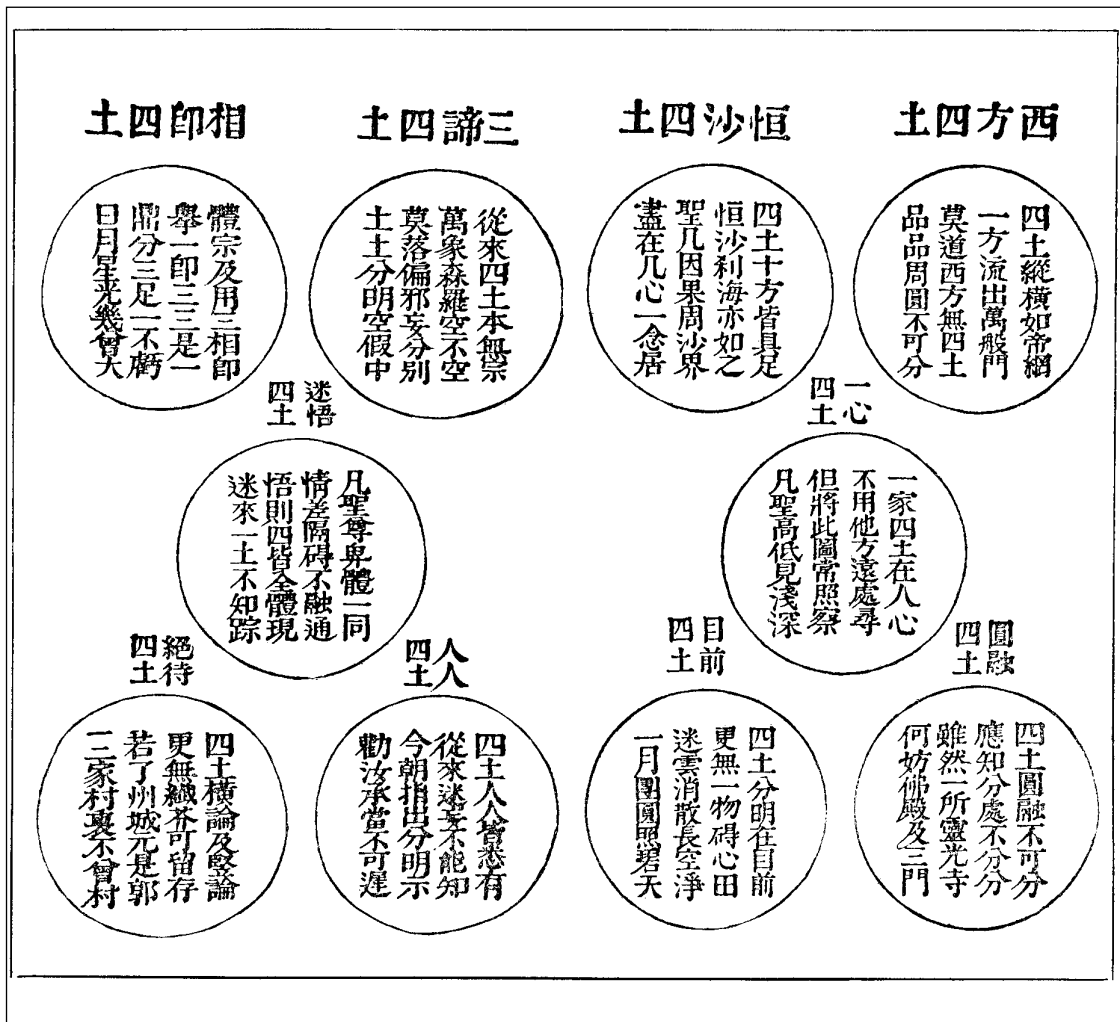 西方四土
四土縱橫如帝網
一方流出萬般門
莫道西方無四土
品品周圓不可分
恒沙四土
四土十方皆具足
恒沙刹海亦如之
聖凡因果周沙界
盡在凡心一念居
三諦四土
從來四土本無宗
萬象森羅空不空
莫落偏邪妄分別
土土分明空假中
相卽四土
體宗及用三相卽
舉一卽三三是一
鼎分三足一不虧
日月星光幾曾大
一心
四土
一家四土在人心
不用他方遠處尋
但將此圖常照察
凡聖高低見淺深
迷悟
四土
凡聖尊卑體一同
情差隔碍不融通
悟則四皆全體現
迷來一土不知踪
圓融
四土
四土圓融不可分
應知分處不分分
雖然一所靈光寺
何妨佛殿及三門
目前
四土
四土分明在目前
更無一物碍心田
迷雲消散長空淨
一月團圓照碧天
人人
四土
四土人人皆悉有
從來迷妄不能知
今朝指出分明示
勸汝承當不可遲
絕待
四土
四土橫論及竪論
更無纖芥可留存
若了州城元是郭
三家村裏不曾村